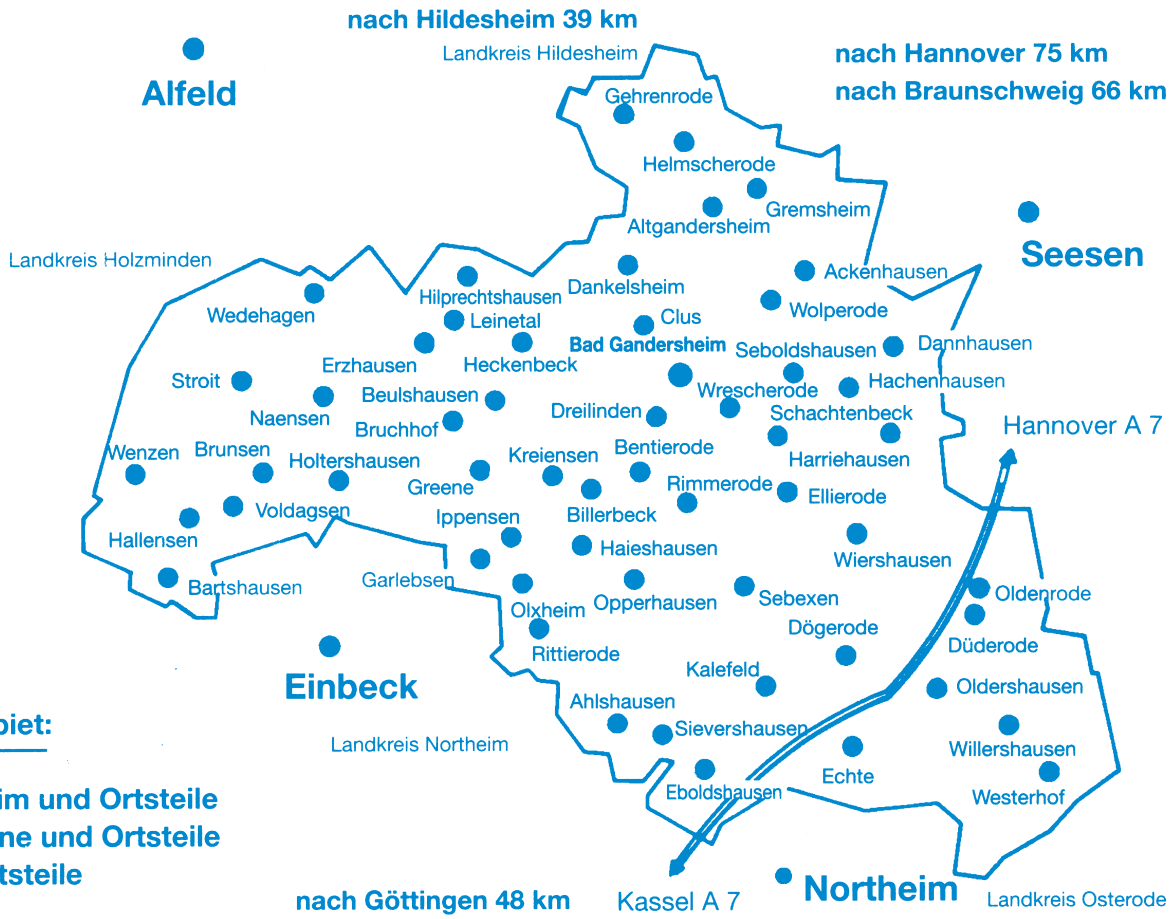 nach Hildesheim 39 km
Landkreis Hildesheim
nach Hannover 75 km
nach Braunschweig 66 km
Alfeld
Gehrenrode
Helmscherode
Gremsheim
Altgandersheim
Seesen
Landkreis Holzminden
Ackenhausen
Dankelsheim
Hilprechtshausen
Wedehagen
Wolperode
Leinetal
Clus
Bad Gandersheim
Seboldshausen
Dannhausen
Erzhausen
Heckenbeck
Stroit
Beulshausen
Wrescherode
Hachenhausen
Naensen
Dreilinden
Schachtenbeck
Bruchhof
Hannover A 7
Wenzen
Brunsen
Holtershausen
Kreiensen
Bentierode
Harriehausen
Greene
Rimmerode
Ellierode
Voldagsen
Ippensen
Billerbeck
Hallensen
Haieshausen
Wiershausen
Garlebsen
Bartshausen
Olxheim
Opperhausen
Sebexen
Oldenrode
Dögerode
Düderode
Rittierode
Kalefeld
Einbeck
Oldershausen
Ahlshausen
biet:
Sievershausen
Landkreis Northeim
Willershausen
Echte
Eboldshausen
Westerhof
im und Ortsteile
ne und Ortsteile
tsteile
nach Göttingen 48 km
Kassel A 7
Northeim
Landkreis Osterode